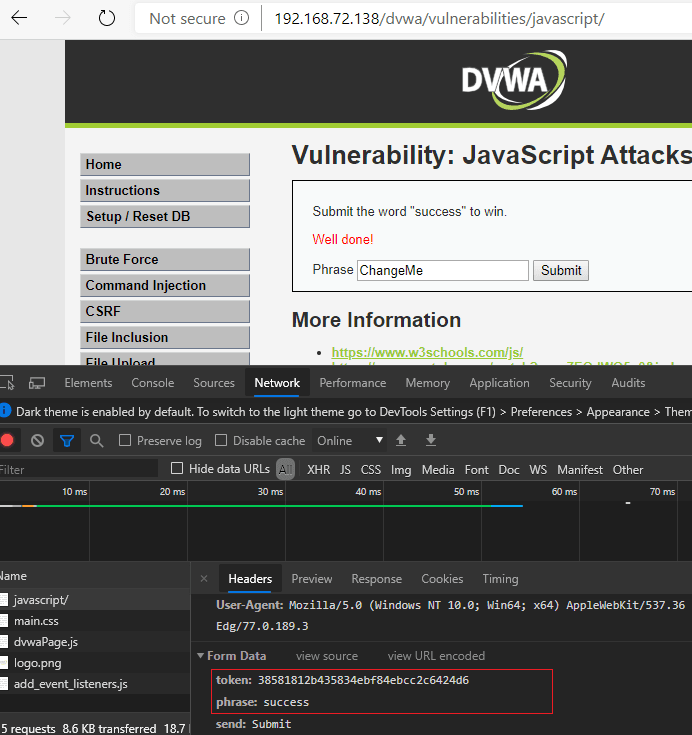 Not secure 192.168.72.138/dvwa/vulnerabilities/javascript/
DVWA
Home
Instructions
Setup / Reset DB
Brute Force
Command Injection
CSRF
File Inclusion
File Upload
Vulnerability: JavaScript Attacks
Submit the word "success" to win.
Well done!
Phrase ChangeMe Submit
More Information
https://www.w3schools.com/js/
Elements Console Sources Network Performance Memory Application Security Audits
Dark theme is enabled by default. To switch to the light theme go to DevTools Settings (F1) > Preferences > Appearance > Them
Preserve log Disable cache Online
Filter Hide data URLs All XHR JS CSS Img Media Font Doc WS Manifest Other
10 ms 20 ms 30 ms 40 ms 50 ms 60 ms 70 ms
Name
javascript/
main.css
dvwaPage.js
logo.png
add_event_listeners.js
5 requests 8.6 KB transferred 18.7
× Headers Preview Response Cookies Timing
User-Agent: Mozilla/5.0 (Windows NT 10.0; Win64; x64) AppleWebKit/537.36
Edg/77.0.189.3
Form Data view source view URL encoded
token: 38581812b435834ebf84ebcc2c6424d6
phrase: success
send: Submit